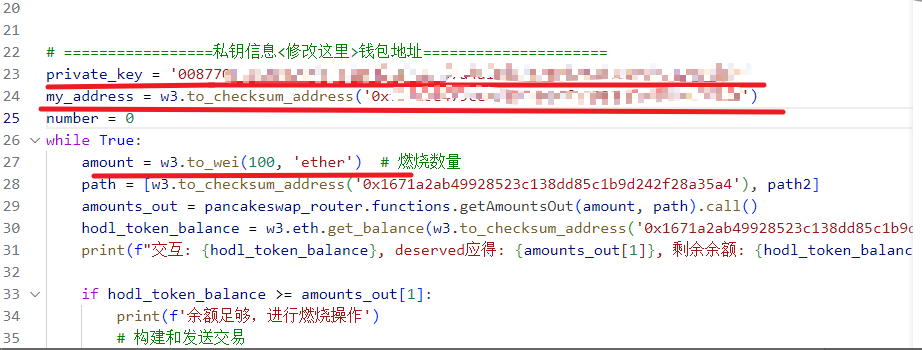 20
21
22 # =================私钥信息<修改这里>钱包地址=====================
23 private_key = '00877
24 my_address = w3.to_checksum_address('0x ')
25 number = 0
26 while True:
27 amount = w3.to_wei(100, 'ether') # 燃烧数量
28 path = [w3.to_checksum_address('0x1671a2ab49928523c138dd85c1b9d242f28a35a4'), path2]
29 amounts_out = pancakeswap_router.functions.getAmountsOut(amount, path).call()
30 hodl_token_balance = w3.eth.get_balance(w3.to_checksum_address('0x1671a2ab49928523c138dd85c1b9d
31 print(f"交互: {hodl_token_balance}, deserved应得: {amounts_out[1]}, 剩余余额: {hodl_token_balanc
32
33 if hodl_token_balance >= amounts_out[1]:
34 print(f'余额足够，进行燃烧操作')
35 # 构建和发送交易